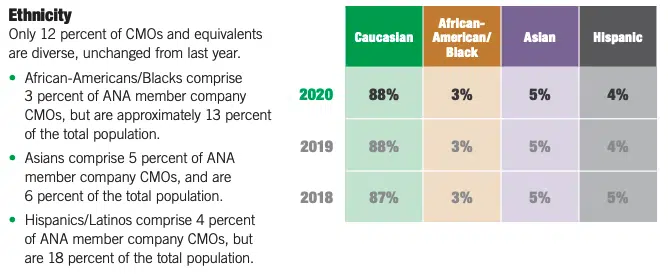 Ethnicity
Only 12 percent of CMOs and equivalents
are diverse, unchanged from last year.
• African-Americans/Blacks comprise
3 percent of ANA member company
CMOs, but are approximately 13 percent
of the total population.
• Asians comprise 5 percent of ANA
member company CMOs, and are
6 percent of the total population.
• Hispanics/Latinos comprise 4 percent
of ANA member company CMOs, but
are 18 percent of the total population.
Caucasian African-American/Black Asian Hispanic
2020 88% 3% 5% 4%
2019 88% 3% 5% 4%
2018 87% 3% 5% 5%